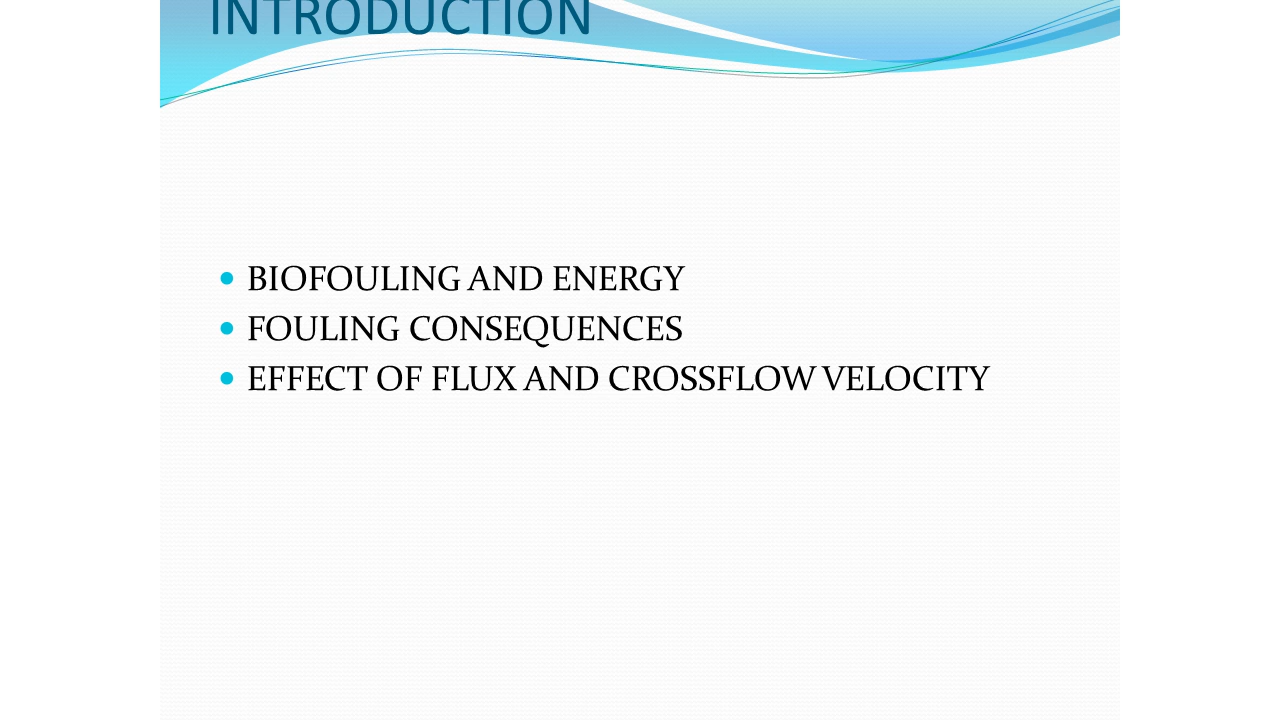 INTRODUCTION
BIOFOULING AND ENERGY
FOULING CONSEQUENCES
EFFECT OF FLUX AND CROSSFLOW VELOCITY